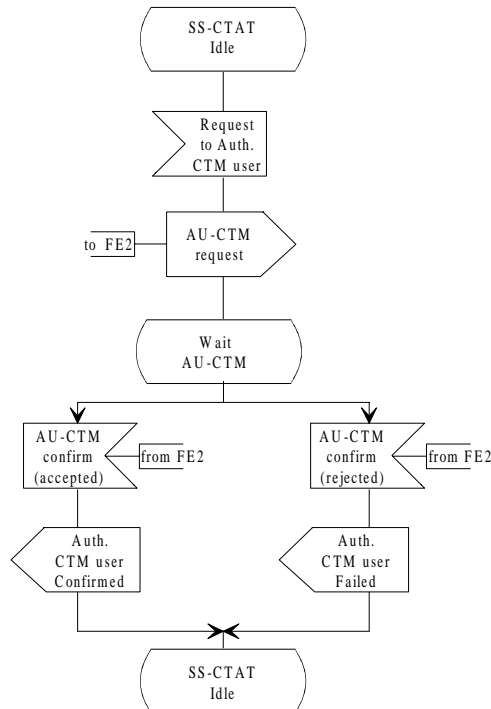 SS-CTAT
Idle
Request
to Auth.
CTM user
to FE2
AU-CTM
request
Wait
AU-CTM
AU-CTM
confirm
(accepted)
from FE2
AU-CTM
confirm
(rejected)
from FE2
Auth.
CTM user
Confirmed
Auth.
CTM user
Failed
SS-CTAT
Idle